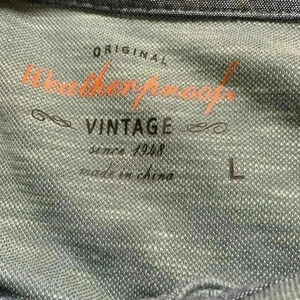 ORIGINAL
Weatherproof
VINTAGE
since 1948
made in china
L